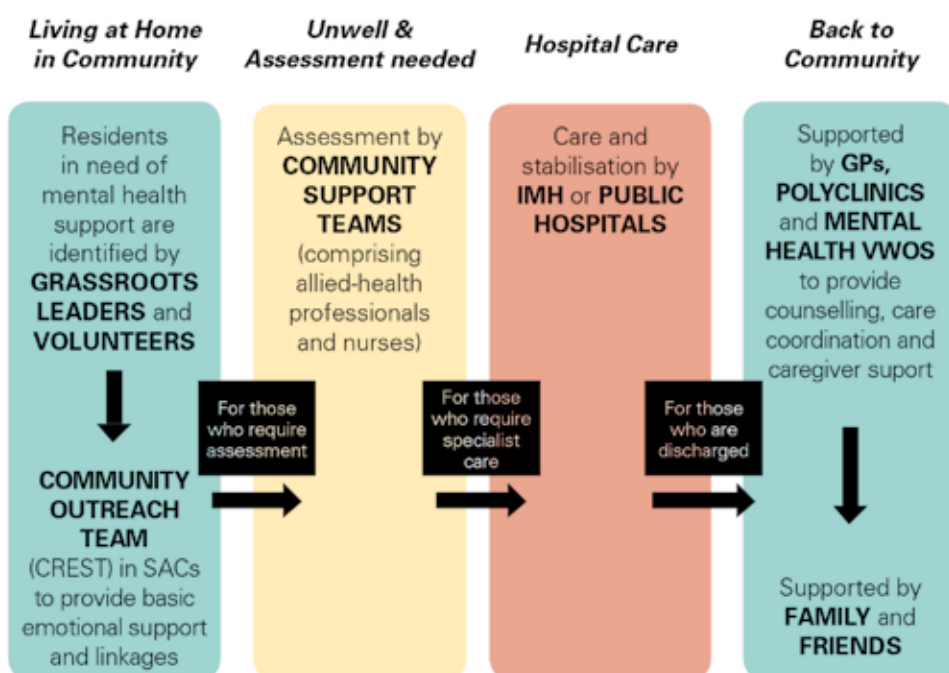 Living at Home
in Community
Unwell &
Assessment needed
Hospital Care
Back to
Community
Residents
in need of
mental health
support are
identified by
GRASSROOTS
LEADERS and
VOLUNTEERS
COMMUNITY
OUTREACH
TEAM
(CREST) in SACs
to provide basic
emotional support
and linkages
For those
who require
assessment
Assessment by
COMMUNITY
SUPPORT
TEAMS
(comprising
allied-health
professionals
and nurses)
For those
who require
specialist
care
Care and
stabilisation by
IMH or PUBLIC
HOSPITALS
For those
who are
discharged
Supported
by GPs,
POLYCLINICS
and MENTAL
HEALTH VWOS
to provide
counselling, care
coordination and
caregiver suport
Supported by
FAMILY and
FRIENDS